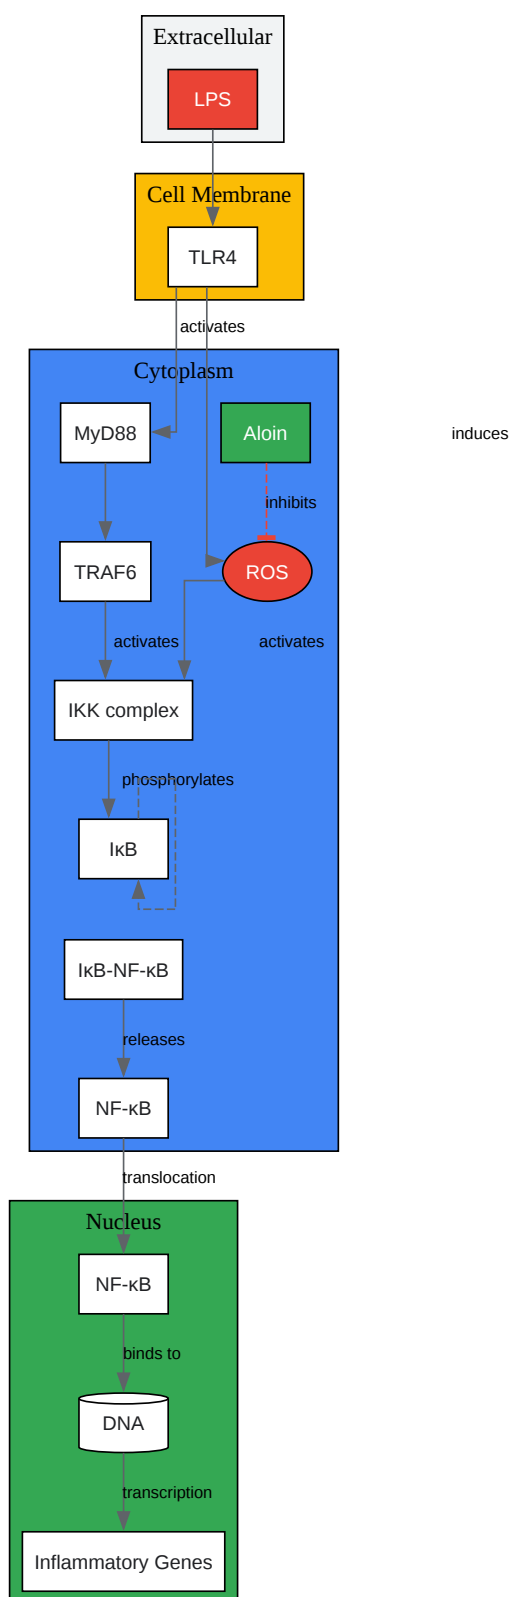 Extracellular
LPS
Cell Membrane
TLR4
activates
Cytoplasm
MyD88
Aloin
induces
inhibits
TRAF6
ROS
activates
activates
IKK complex
phosphorylates
IκB
IκB-NF-κB
releases
NF-κB
translocation
Nucleus
NF-κB
binds to
DNA
transcription
Inflammatory Genes